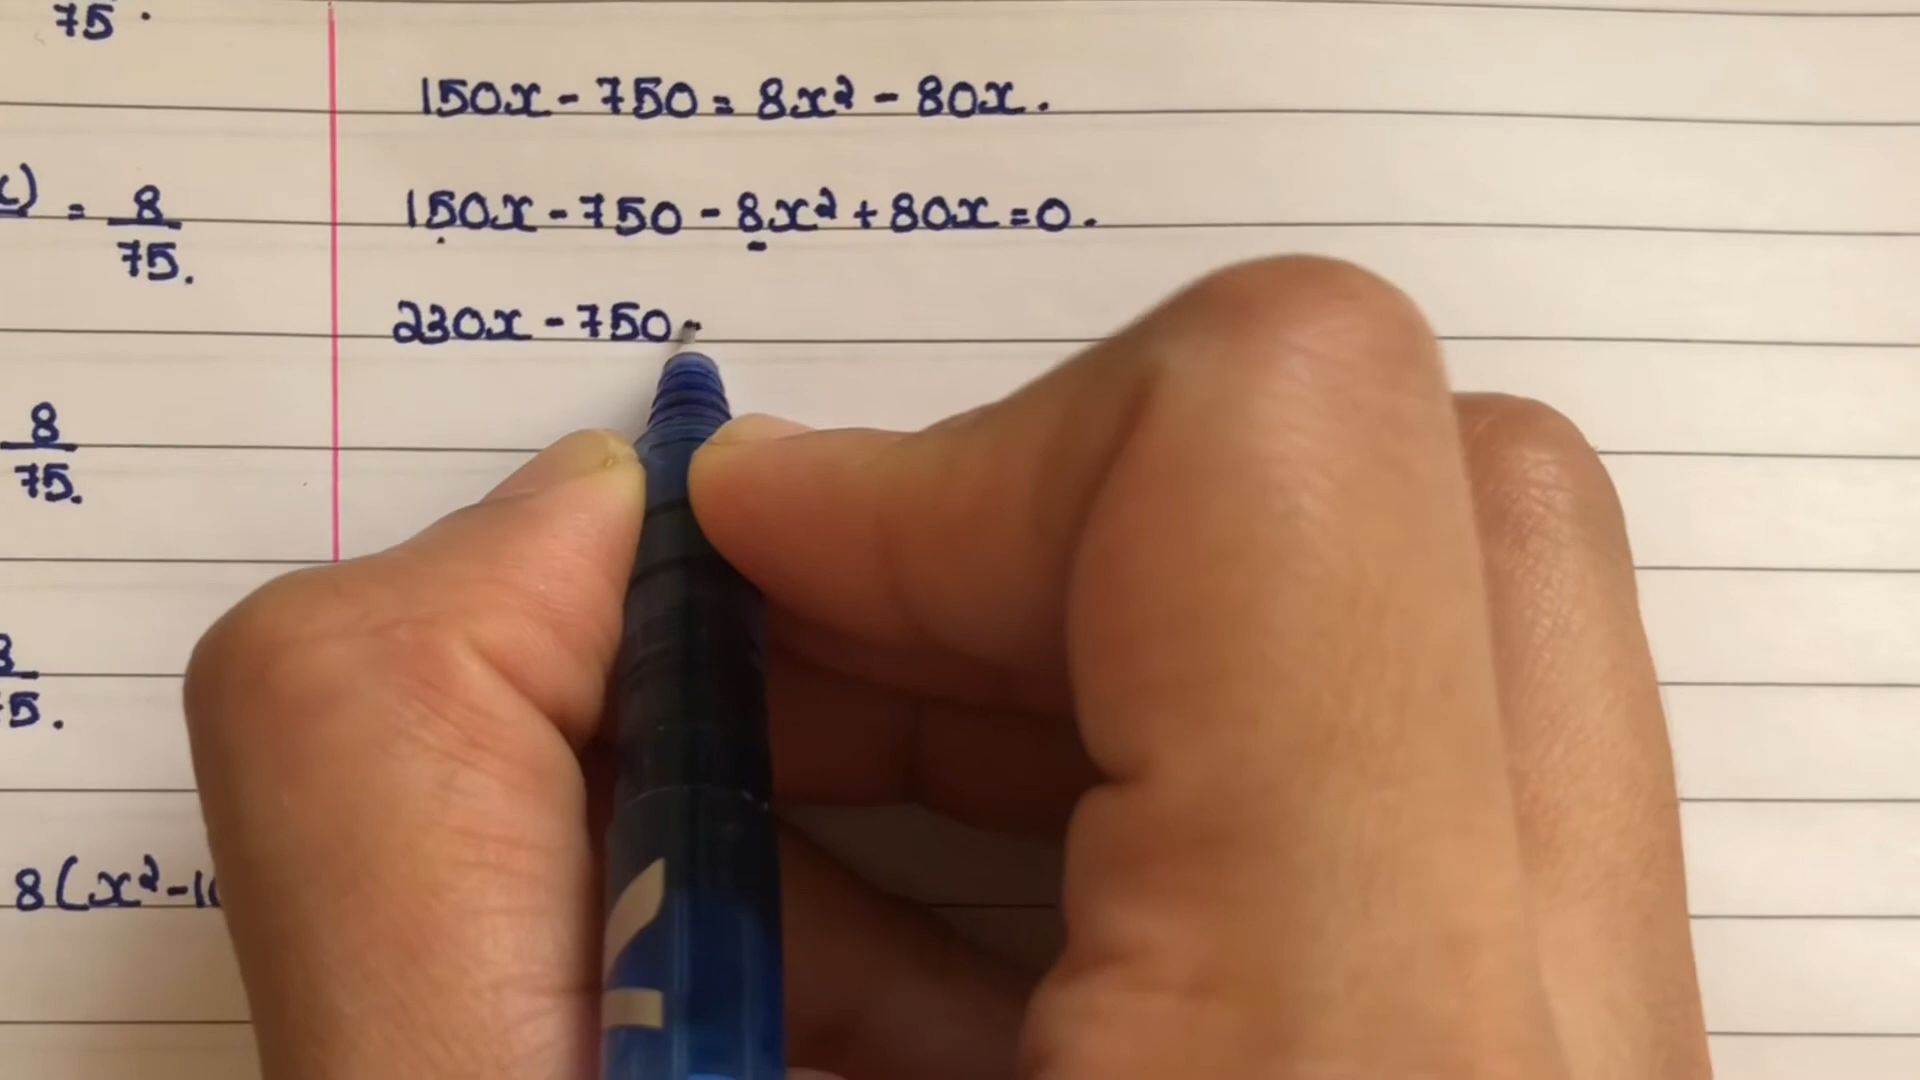 75.
150x - 750 = 8x² - 80x.
150x - 750 - 8x² + 80x = 0.
) = 8/75.
230x - 750 -
8/75.
5.
8(x² - 1